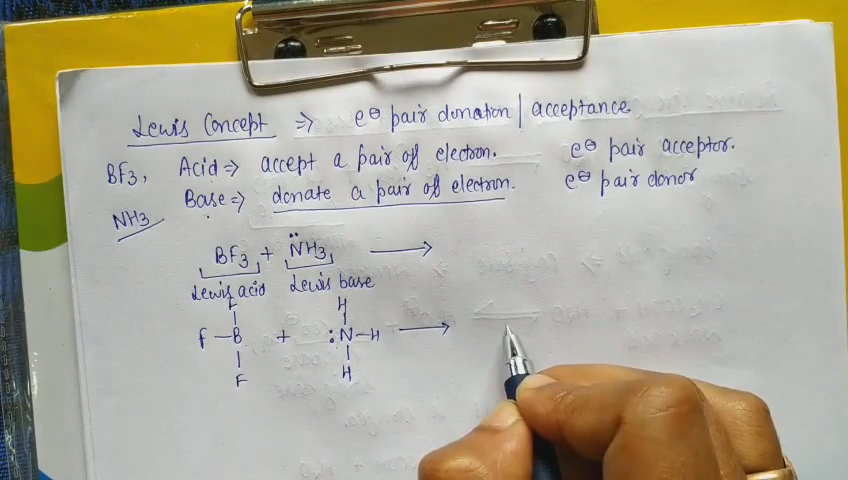 Lewis Concept ⇒ e⊖ pair donation | acceptance
BF3, Acid ⇒ accept a pair of electron. e⊖ pair acceptor.
NH3 Base ⇒ donate a pair of electron. e⊖ pair donor
BF3 + N̈H3 ⟶
Lewis acid Lewis base
F H
F—B + :N—H ⟶
F H